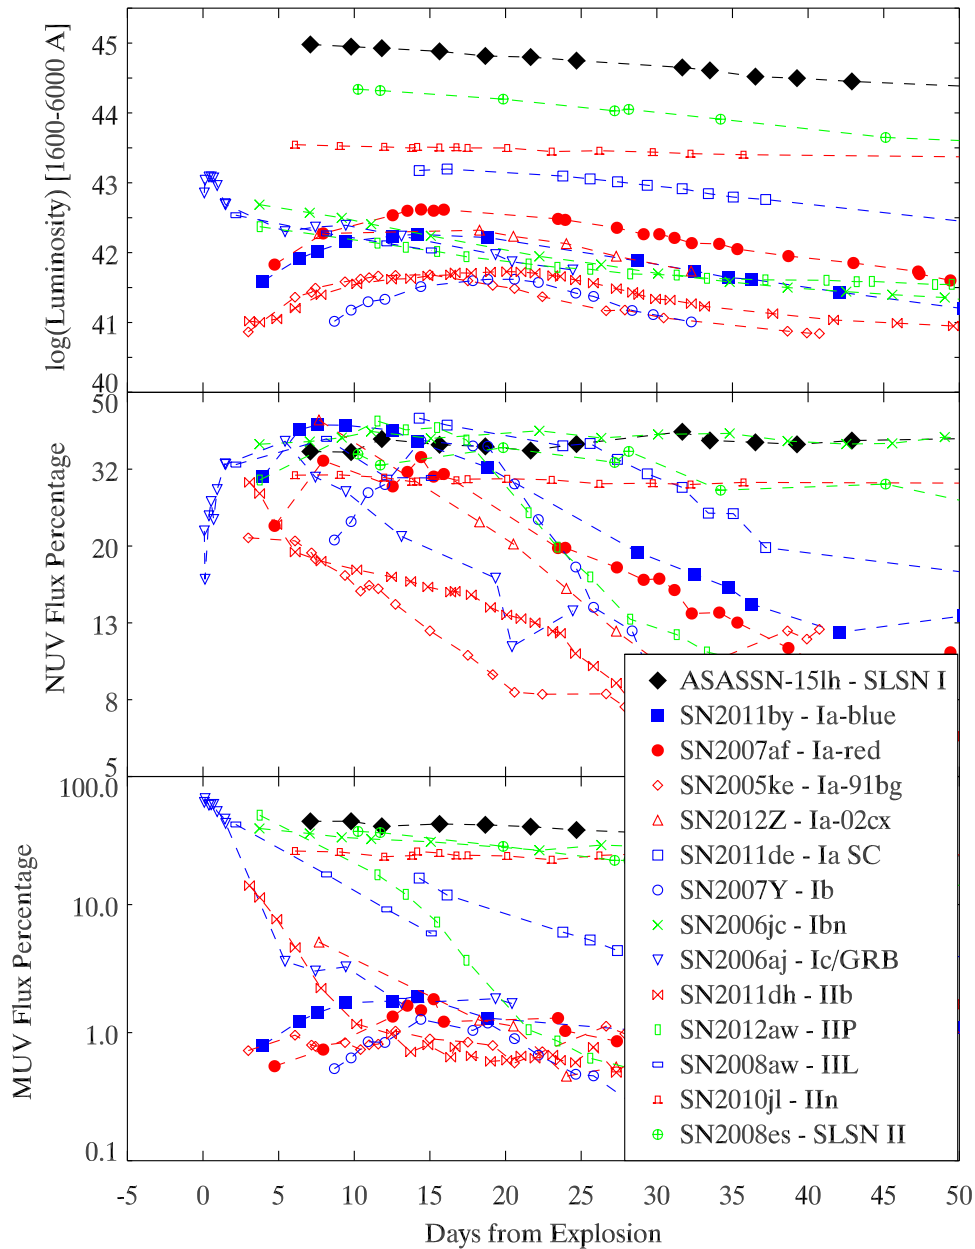 log(Luminosity) [1600-6000 A]
45
44
43
42
41
40
NUV Flux Percentage
50
32
20
13
8
5
MUV Flux Percentage
100.0
10.0
1.0
0.1
ASASSN-15lh - SLSN I
SN2011by - Ia-blue
SN2007af - Ia-red
SN2005ke - Ia-91bg
SN2012Z - Ia-02cx
SN2011de - Ia SC
SN2007Y - Ib
SN2006jc - Ibn
SN2006aj - Ic/GRB
SN2011dh - IIb
SN2012aw - IIP
SN2008aw - IIL
SN2010jl - IIn
SN2008es - SLSN II
-5 0 5 10 15 20 25 30 35 40 45 50
Days from Explosion